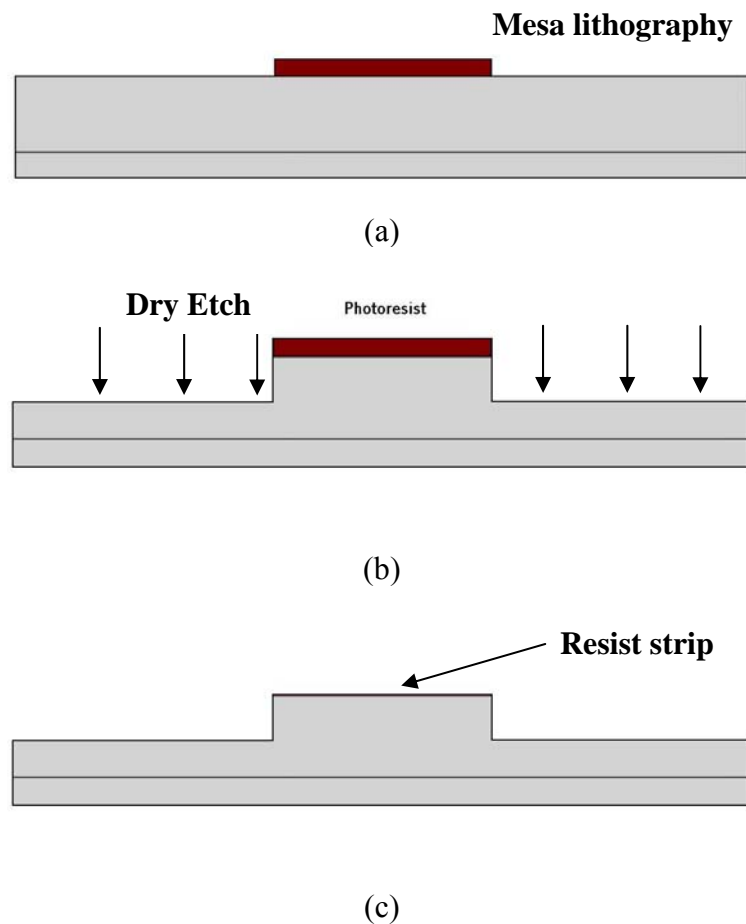 Mesa lithography
(a)
Dry Etch
Photoresist
(b)
Resist strip
(c)